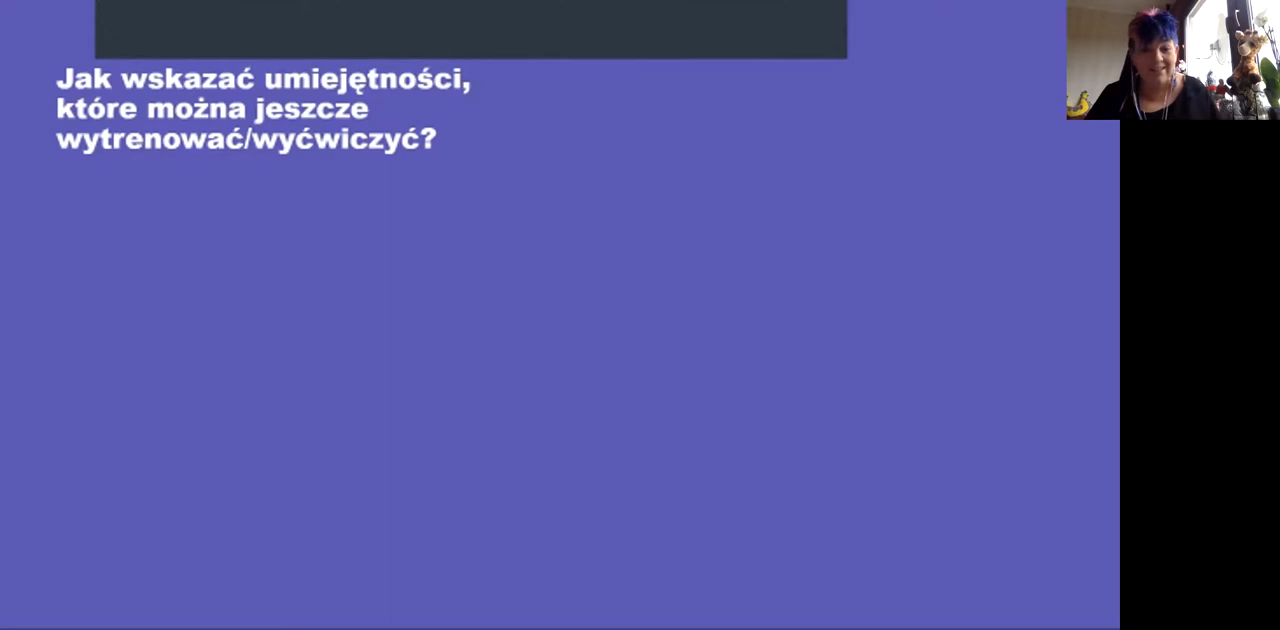 Jak wskazać umiejętności,
które można jeszcze
wytrenować/wyćwiczyć?